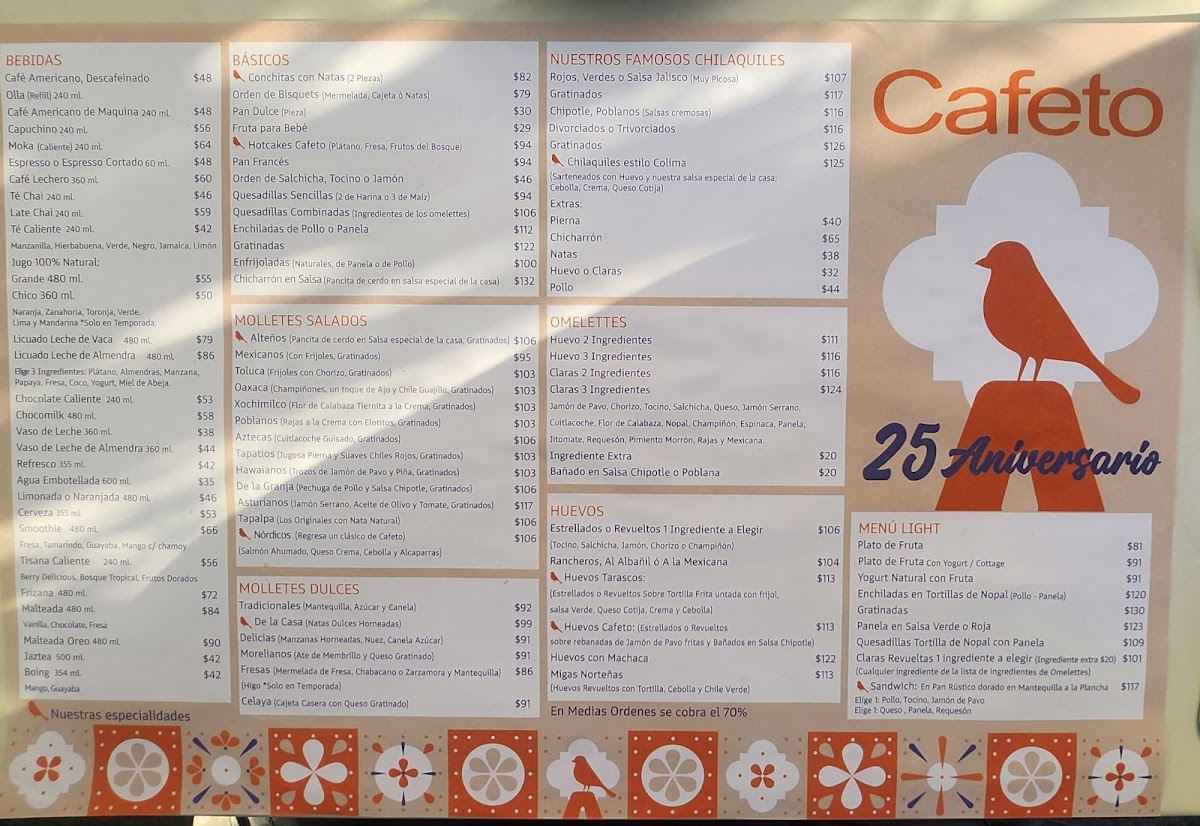 BEBIDAS
Café Americano, Descafeinado $48
Olla (Refill) 240 ml.
Café Americano de Maquina 240 ml. $48
Capuchino 240 ml. $56
Moka (Caliente) 240 ml. $64
Espresso o Espresso Cortado 60 ml. $48
Café Lechero 360 ml. $60
Té Chai 240 ml. $46
Late Chai 240 ml. $59
Té Caliente 240 ml. $42
Manzanilla, Hierbabuena, Verde, Negro, Jamaica, Limón
Jugo 100% Natural:
Grande 480 ml. $55
Chico 360 ml. $50
Naranja, Zanahoria, Toronja, Verde.
Lima y Mandarina *Solo en Temporada.
Licuado Leche de Vaca 480 ml. $79
Licuado Leche de Almendra 480 ml. $86
Elige 3 Ingredientes: Plátano, Almendras, Manzana,
Papaya, Fresa, Coco, Yogurt, Miel de Abeja.
Chocolate Caliente 240 ml. $53
Chocomilk 480 ml. $58
Vaso de Leche 360 ml. $38
Vaso de Leche de Almendra 360 ml. $44
Refresco 355 ml. $42
Agua Embotellada 600 ml. $35
Limonada o Naranjada 480 ml. $46
Cerveza 355 ml. $53
Smoothie 480 ml. $66
Fresa, Tamarindo, Guayaba, Mango c/ chamoy
Tisana Caliente 240 ml. $56
Berry Delicious, Bosque Tropical, Frutos Dorados
Frizana 480 ml. $72
Malteada 480 ml. $84
Vainilla, Chocolate, Fresa
Malteada Oreo 480 ml. $90
Jaztea 500 ml. $42
Boing 354 ml. $42
Mango, Guayaba
Nuestras especialidades
BÁSICOS
Conchitas con Natas (2 Piezas) $82
Orden de Bisquets (Mermelada, Cajeta ó Natas) $79
Pan Dulce (Pieza) $30
Fruta para Bebé $29
Hotcakes Cafeto (Plátano, Fresa, Frutos del Bosque) $94
Pan Francés $94
Orden de Salchicha, Tocino o Jamón $46
Quesadillas Sencillas (2 de Harina o 3 de Maíz) $94
Quesadillas Combinadas (Ingredientes de los omelettes) $106
Enchiladas de Pollo o Panela $112
Gratinadas $122
Enfrijoladas (Naturales, de Panela o de Pollo) $100
Chicharrón en Salsa (Pancita de cerdo en salsa especial de la casa) $132
MOLLETES SALADOS
Alteños (Pancita de cerdo en Salsa especial de la casa, Gratinados) $106
Mexicanos (Con Frijoles, Gratinados) $95
Toluca (Frijoles con Chorizo, Gratinados) $103
Oaxaca (Champiñones, un toque de Ajo y Chile Guajillo, Gratinados) $103
Xochimilco (Flor de Calabaza Tiernita a la Crema, Gratinados) $103
Poblanos (Rajas a la Crema con Elotitos, Gratinados) $103
Aztecas (Cuitlacoche Guisado, Gratinados) $106
Tapatios (Jugosa Pierna y Suaves Chiles Rojos, Gratinados) $103
Hawaianos (Trozos de Jamón de Pavo y Piña, Gratinados) $103
De la Granja (Pechuga de Pollo y Salsa Chipotle, Gratinados) $106
Asturianos (Jamón Serrano, Aceite de Olivo y Tomate, Gratinados) $117
Tapalpa (Los Originales con Nata Natural) $106
Nórdicos (Regresa un clásico de Cafeto) $106
(Salmón Ahumado, Queso Crema, Cebolla y Alcaparras)
MOLLETES DULCES
Tradicionales (Mantequilla, Azúcar y Canela) $92
De la Casa (Natas Dulces Horneadas) $99
Delicias (Manzanas Horneadas, Nuez, Canela Azúcar) $91
Morelianos (Ate de Membrillo y Queso Gratinado) $91
Fresas (Mermelada de Fresa, Chabacano o Zarzamora y Mantequilla) $86
(Higo *Solo en Temporada)
Celaya (Cajeta Casera con Queso Gratinado) $91
NUESTROS FAMOSOS CHILAQUILES
Rojos, Verdes o Salsa Jalisco (Muy Picosa) $107
Gratinados $117
Chipotle, Poblanos (Salsas cremosas) $116
Divorciados o Trivorciados $116
Gratinados $126
Chilaquiles estilo Colima $125
(Sarteneados con Huevo y nuestra salsa especial de la casa;
Cebolla, Crema, Queso Cotija)
Extras:
Pierna $40
Chicharrón $65
Natas $38
Huevo o Claras $32
Pollo $44
OMELETTES
Huevo 2 Ingredientes $111
Huevo 3 Ingredientes $116
Claras 2 Ingredientes $116
Claras 3 Ingredientes $124
Jamón de Pavo, Chorizo, Tocino, Salchicha, Queso, Jamón Serrano,
Cuitlacoche, Flor de Calabaza, Nopal, Champiñón, Espinaca, Panela,
Jitomate, Requesón, Pimiento Morrón, Rajas y Mexicana.
Ingrediente Extra $20
Bañado en Salsa Chipotle o Poblana $20
HUEVOS
Estrellados o Revueltos 1 Ingrediente a Elegir $106
(Tocino, Salchicha, Jamón, Chorizo o Champiñón)
Rancheros, Al Albañil ó A la Mexicana $104
Huevos Tarascos: $113
(Estrellados o Revueltos Sobre Tortilla Frita untada con frijol,
salsa Verde, Queso Cotija, Crema y Cebolla)
Huevos Cafeto: (Estrellados o Revueltos $113
sobre rebanadas de Jamón de Pavo fritas y Bañados en Salsa Chipotle)
Huevos con Machaca $122
Migas Norteñas $113
(Huevos Revueltos con Tortilla, Cebolla y Chile Verde)
En Medias Ordenes se cobra el 70%
Cafeto
25 Aniversario
MENÚ LIGHT
Plato de Fruta $81
Plato de Fruta Con Yogurt / Cottage $91
Yogurt Natural con Fruta $91
Enchiladas en Tortillas de Nopal (Pollo - Panela) $120
Gratinadas $130
Panela en Salsa Verde o Roja $123
Quesadillas Tortilla de Nopal con Panela $109
Claras Revueltas 1 ingrediente a elegir (Ingrediente extra $20) $101
(Cualquier ingrediente de la lista de ingredientes de Omelettes)
Sandwich: En Pan Rústico dorado en Mantequilla a la Plancha $117
Elige 1: Pollo, Tocino, Jamón de Pavo
Elige 1: Queso , Panela, Requesón